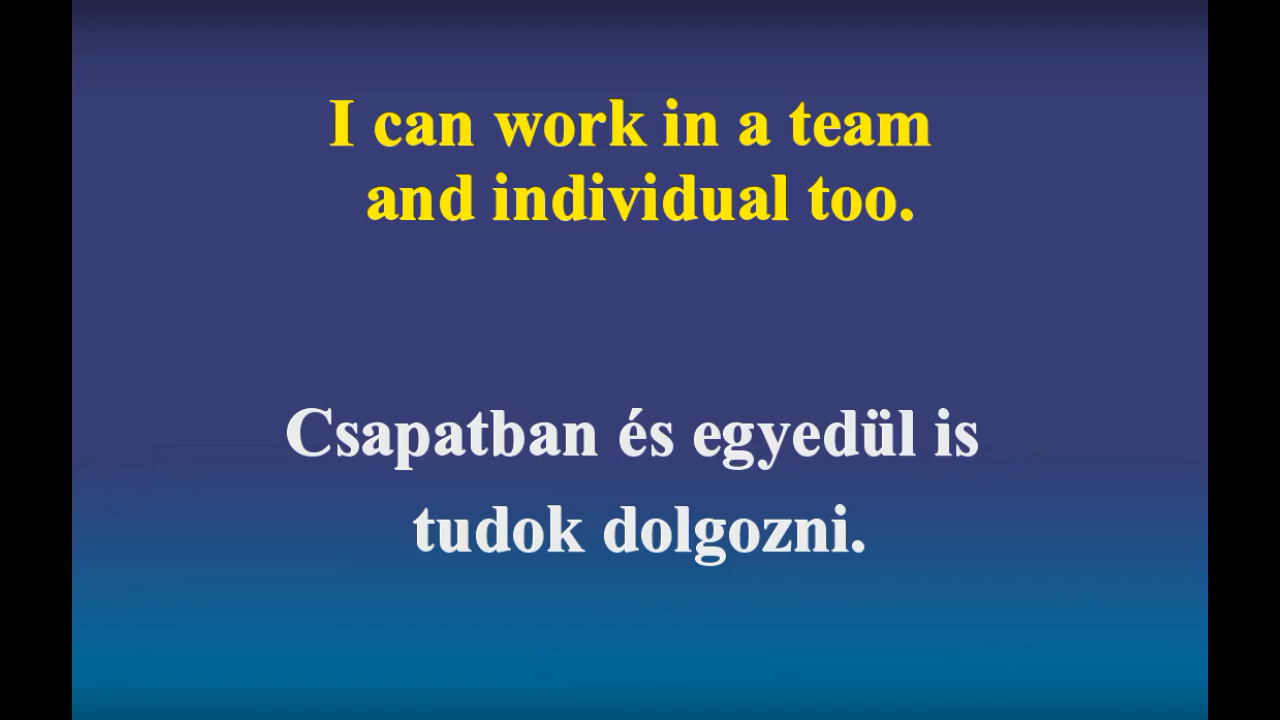 I can work in a team
and individual too.
Csapatban és egyedül is
tudok dolgozni.